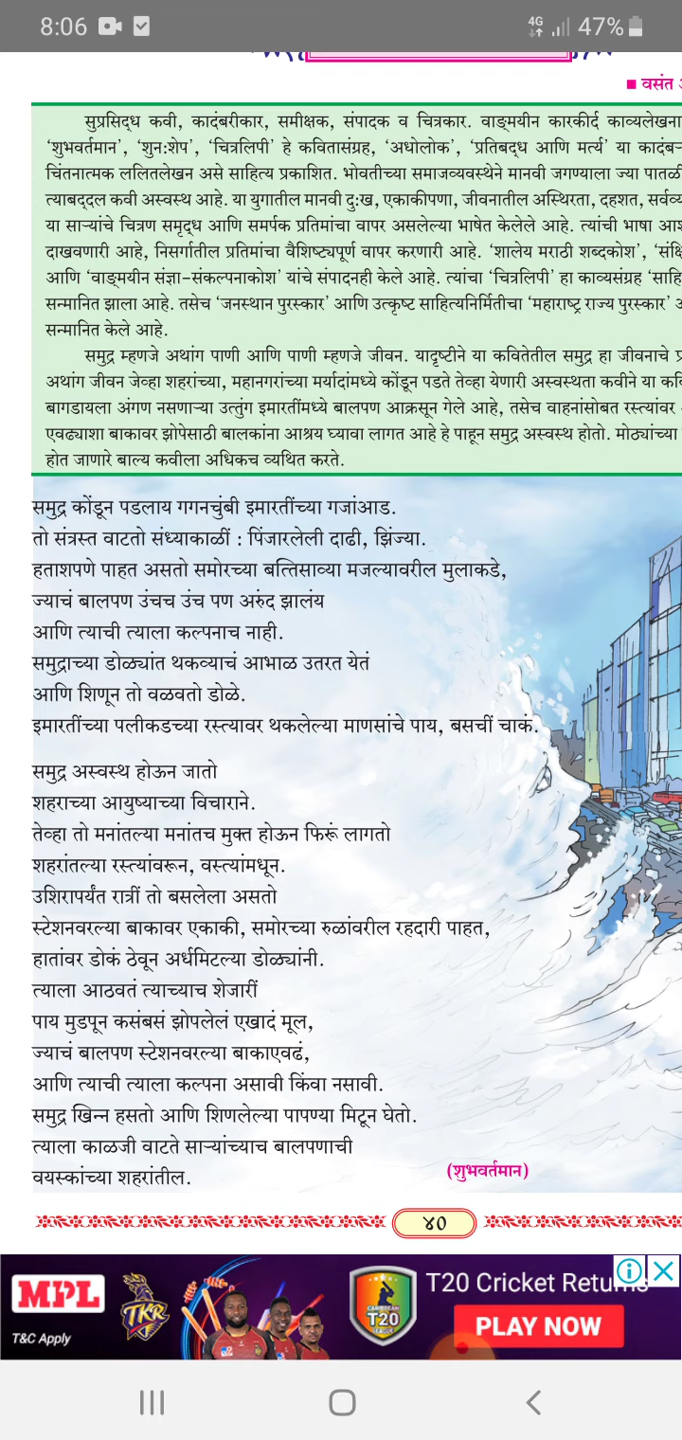 8:06
4G
47%
■ वसंत
सुप्रसिद्ध कवी, कादंबरीकार, समीक्षक, संपादक व चित्रकार. वाङ्मयीन कारकीर्द काव्यलेखना
‘शुभवर्तमान’, ‘शुनःशेप’, ‘चित्रलिपी’ हे कवितासंग्रह, ‘अधोलोक’, ‘प्रतिबद्ध आणि मर्त्य’ या कादंबऱ्
चिंतनात्मक ललितलेखन असे साहित्य प्रकाशित. भोवतीच्या समाजव्यवस्थेने मानवी जगण्याला ज्या पातळी
त्याबद्दल कवी अस्वस्थ आहे. या युगातील मानवी दुःख, एकाकीपणा, जीवनातील अस्थिरता, दहशत, सर्वव्य
या साऱ्यांचे चित्रण समृद्ध आणि समर्पक प्रतिमांचा वापर असलेल्या भाषेत केलेले आहे. त्यांची भाषा आश
दाखवणारी आहे, निसर्गातील प्रतिमांचा वैशिष्ट्यपूर्ण वापर करणारी आहे. ‘शालेय मराठी शब्दकोश’, ‘संक्षि
आणि ‘वाङ्मयीन संज्ञा–संकल्पनाकोश’ यांचे संपादनही केले आहे. त्यांचा ‘चित्रलिपी’ हा काव्यसंग्रह ‘साहि
सन्मानित झाला आहे. तसेच ‘जनस्थान पुरस्कार’ आणि उत्कृष्ट साहित्यनिर्मितीचा ‘महाराष्ट्र राज्य पुरस्कार’
सन्मानित केले आहे.
समुद्र म्हणजे अथांग पाणी आणि पाणी म्हणजे जीवन. यादृष्टीने या कवितेतील समुद्र हा जीवनाचे प्र
अथांग जीवन जेव्हा शहरांच्या, महानगरांच्या मर्यादांमध्ये कोंडून पडते तेव्हा येणारी अस्वस्थता कवीने या कवि
बागडायला अंगण नसणाऱ्या उत्तुंग इमारतींमध्ये बालपण आक्रसून गेले आहे, तसेच वाहनांसोबत रस्त्यांवर
एवढ्याशा बाकावर झोपेसाठी बालकांना आश्रय घ्यावा लागत आहे हे पाहून समुद्र अस्वस्थ होतो. मोठ्यांच्या
होत जाणारे बाल्य कवीला अधिकच व्यथित करते.
समुद्र कोंडून पडलाय गगनचुंबी इमारतींच्या गजांआड.
तो संत्रस्त वाटतो संध्याकाळीं : पिंजारलेली दाढी, झिंज्या.
हताशपणे पाहत असतो समोरच्या बत्तिसाव्या मजल्यावरील मुलाकडे,
ज्याचं बालपण उंचच उंच पण अरुंद झालंय
आणि त्याची त्याला कल्पनाच नाही.
समुद्राच्या डोळ्यांत थकव्याचं आभाळ उतरत येतं
आणि शिणून तो वळवतो डोळे.
इमारतींच्या पलीकडच्या रस्त्यावर थकलेल्या माणसांचे पाय, बसचीं चाकं.
समुद्र अस्वस्थ होऊन जातो
शहराच्या आयुष्याच्या विचाराने.
तेव्हा तो मनांतल्या मनांतच मुक्त होऊन फिरूं लागतो
शहरांतल्या रस्त्यांवरून, वस्त्यांमधून.
उशिरापर्यंत रात्रीं तो बसलेला असतो
स्टेशनवरल्या बाकावर एकाकी, समोरच्या रुळांवरील रहदारी पाहत,
हातांवर डोकं ठेवून अर्धमिटल्या डोळ्यांनी.
त्याला आठवतं त्याच्याच शेजारीं
पाय मुडपून कसंबसं झोपलेलं एखादं मूल,
ज्याचं बालपण स्टेशनवरल्या बाकाएवढं,
आणि त्याची त्याला कल्पना असावी किंवा नसावी.
समुद्र खिन्न हसतो आणि शिणलेल्या पापण्या मिटून घेतो.
त्याला काळजी वाटते साऱ्यांच्याच बालपणाची
वयस्कांच्या शहरांतील.
(शुभवर्तमान)
४०
MPL
T&C Apply
TKR
CARIBBEAN
T20
T20 Cricket Returns
PLAY NOW